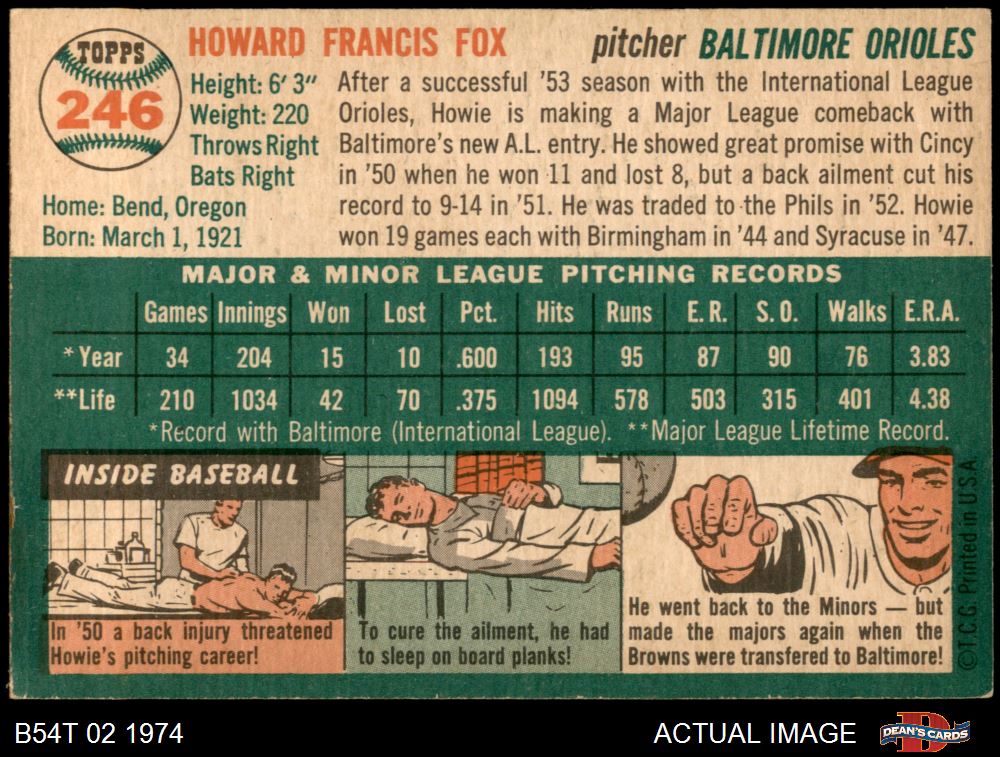 TOPPS
246
HOWARD FRANCIS FOX
pitcher BALTIMORE ORIOLES
Height: 6' 3"
Weight: 220
Throws Right
Bats Right
Home: Bend, Oregon
Born: March 1, 1921
After a successful '53 season with the International League
Orioles, Howie is making a Major League comeback with
Baltimore's new A.L. entry. He showed great promise with Cincy
in '50 when he won 11 and lost 8, but a back ailment cut his
record to 9-14 in '51. He was traded to the Phils in '52. Howie
won 19 games each with Birmingham in '44 and Syracuse in '47.
MAJOR & MINOR LEAGUE PITCHING RECORDS
Games Innings Won Lost Pct. Hits Runs E.R. S.O. Walks E.R.A.
*Year 34 204 15 10 .600 193 95 87 90 76 3.83
**Life 210 1034 42 70 .375 1094 578 503 315 401 4.38
*Record with Baltimore (International League). **Major League Lifetime Record.
INSIDE BASEBALL
In '50 a back injury threatened
Howie's pitching career!
To cure the ailment, he had
to sleep on board planks!
He went back to the Minors — but
made the majors again when the
Browns were transfered to Baltimore!
©T.C.G. Printed in U.S.A.
B54T 02 1974
ACTUAL IMAGE
D
DEAN'S CARDS